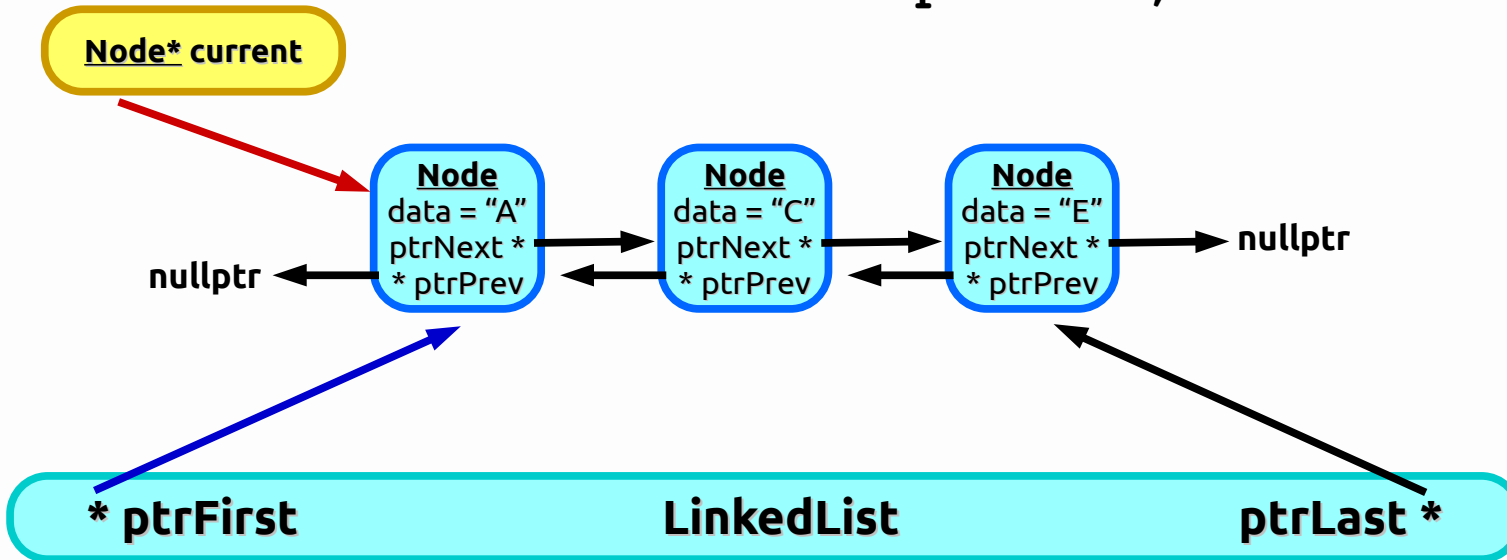 Node* current
Node
data = “A”
ptrNext *
* ptrPrev
Node
data = “C”
ptrNext *
* ptrPrev
Node
data = “E”
ptrNext *
* ptrPrev
nullptr
nullptr
* ptrFirst
LinkedList
ptrLast *